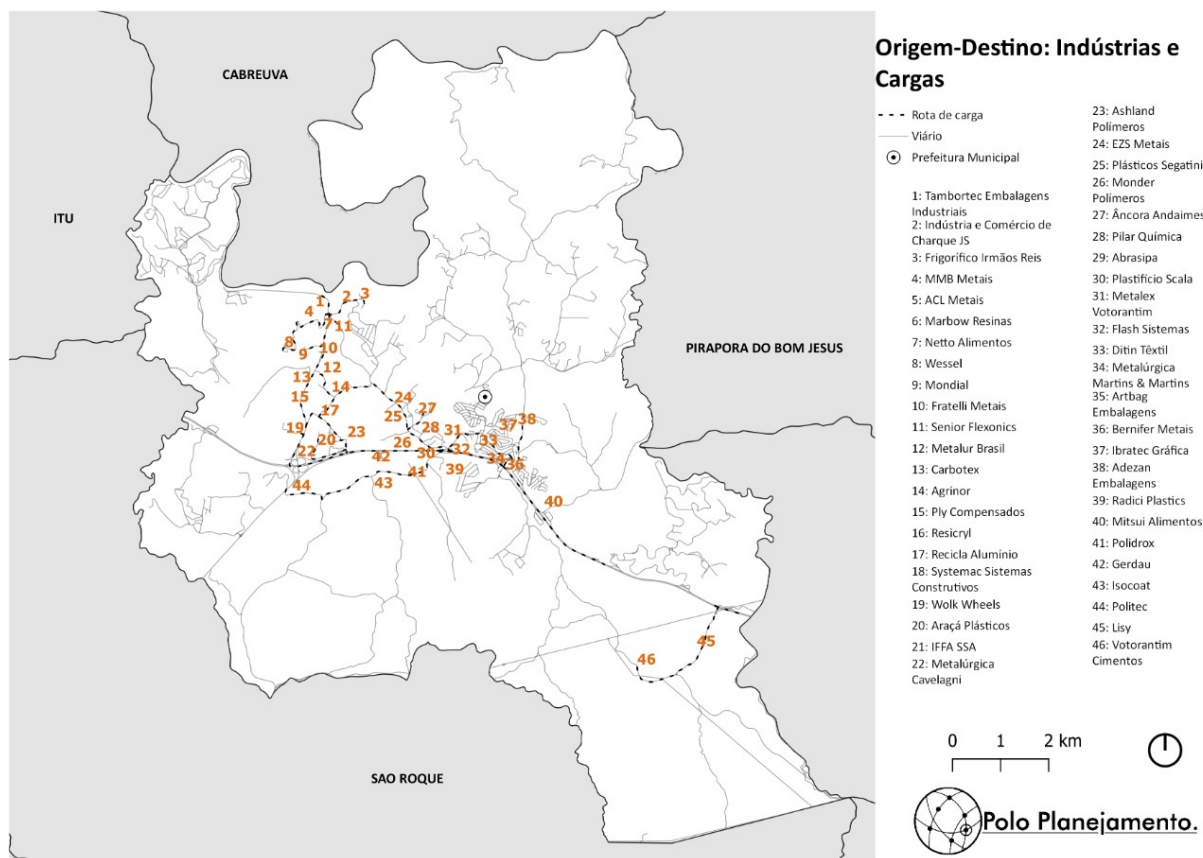 Origem-Destino: Indústrias e
Cargas
Rota de carga
Viário
Prefeitura Municipal
1: Tambortec Embalagens
Industriais
2: Indústria e Comércio de
Charque JS
3: Frigorífico Irmãos Reis
4: MMB Metais
5: ACL Metais
6: Marbow Resinas
7: Netto Alimentos
8: Wessel
9: Mondial
10: Fratelli Metais
11: Senior Flexonics
12: Metalur Brasil
13: Carbotex
14: Agrinor
15: Ply Compensados
16: Resicryl
17: Recicla Alumínio
18: Systemac Sistemas
Construtivos
19: Wolk Wheels
20: Araçá Plásticos
21: IFFA SSA
22: Metalúrgica
Cavelagni
23: Ashland
Polímeros
24: EZS Metais
25: Plásticos Segatini
26: Monder
Polímeros
27: Âncora Andaimes
28: Pilar Química
29: Abrasipa
30: Plastifício Scala
31: Metalex
Votorantim
32: Flash Sistemas
33: Ditin Têxtil
34: Metalúrgica
Martins & Martins
35: Artbag
Embalagens
36: Bernifer Metais
37: Ibratec Gráfica
38: Adezan
Embalagens
39: Radici Plastics
40: Mitsui Alimentos
41: Polidrox
42: Gerdau
43: Isocoat
44: Politec
45: Lisy
46: Votorantim
Cimentos
CABREUVA
ITU
PIRAPORA DO BOM JESUS
SAO ROQUE
1
2
3
4
7
11
8
9
10
12
13
14
15
17
19
20
22
23
24
25
27
28
26
30
31
32
33
34
36
37
38
39
40
41
42
43
44
45
46
0 1 2 km
Polo Planejamento.